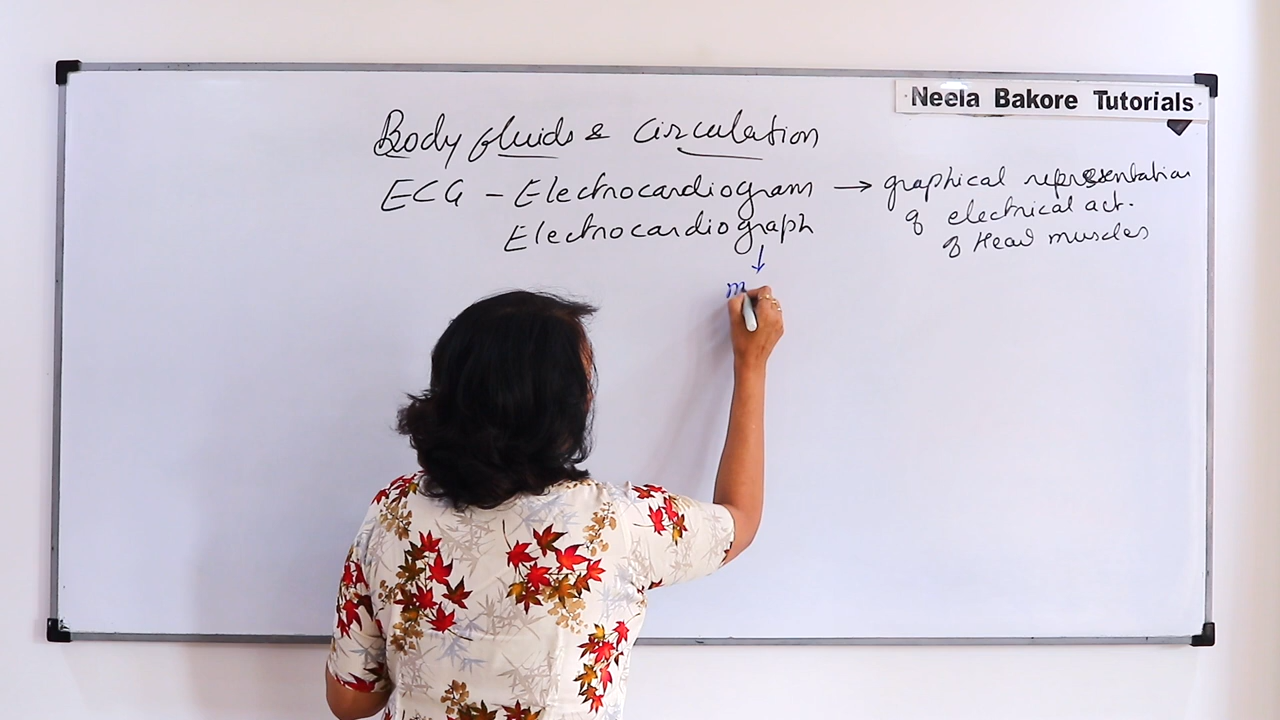 Neela Bakore Tutorials
Body fluids & Circulation
ECG - Electrocardiogram → graphical representation
of electrical act.
of Heart muscles
Electrocardiograph
↓
m